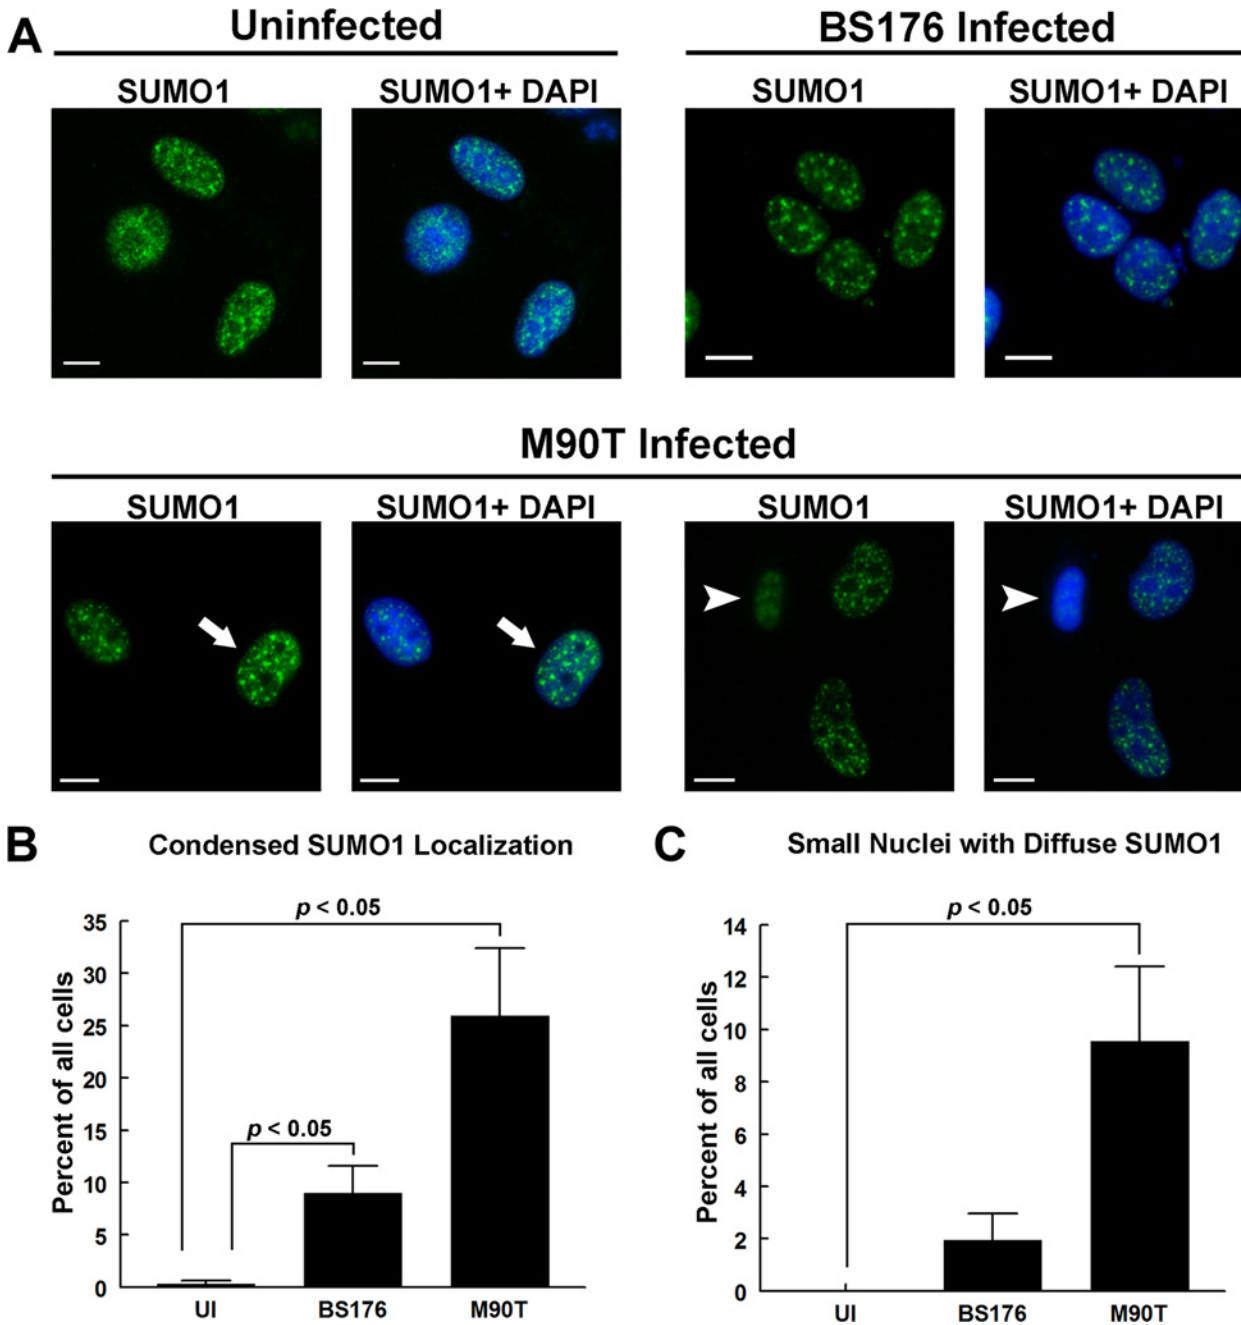 A
Uninfected
BS176 Infected
SUMO1
SUMO1+ DAPI
SUMO1
SUMO1+ DAPI
M90T Infected
SUMO1
SUMO1+ DAPI
SUMO1
SUMO1+ DAPI
B
Condensed SUMO1 Localization
Percent of all cells
35
30
25
20
15
10
5
0
p < 0.05
p < 0.05
UI
BS176
M90T
C
Small Nuclei with Diffuse SUMO1
Percent of all cells
14
12
10
8
6
4
2
0
p < 0.05
UI
BS176
M90T